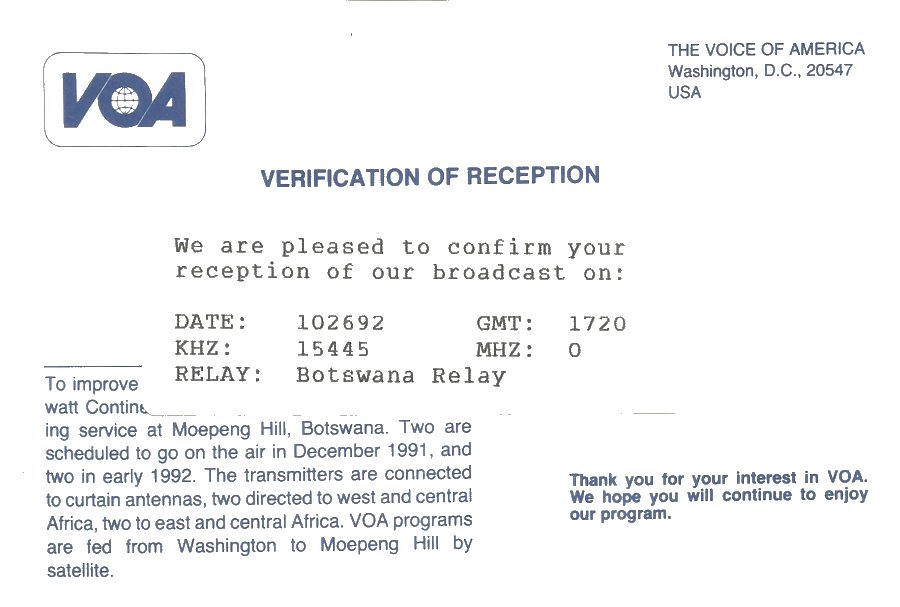 VOA
THE VOICE OF AMERICA
Washington, D.C., 20547
USA
VERIFICATION OF RECEPTION
We are pleased to confirm your
reception of our broadcast on:
DATE: 102692 GMT: 1720
KHZ: 15445 MHZ: 0
RELAY: Botswana Relay
To improve
watt
ing service at Moepeng Hill, Botswana. Two are
scheduled to go on the air in December 1991, and
two in early 1992. The transmitters are connected
to curtain antennas, two directed to west and central
Africa, two to east and central Africa. VOA programs
are fed from Washington to Moepeng Hill by
satellite.
Thank you for your interest in VOA.
We hope you will continue to enjoy
our program.